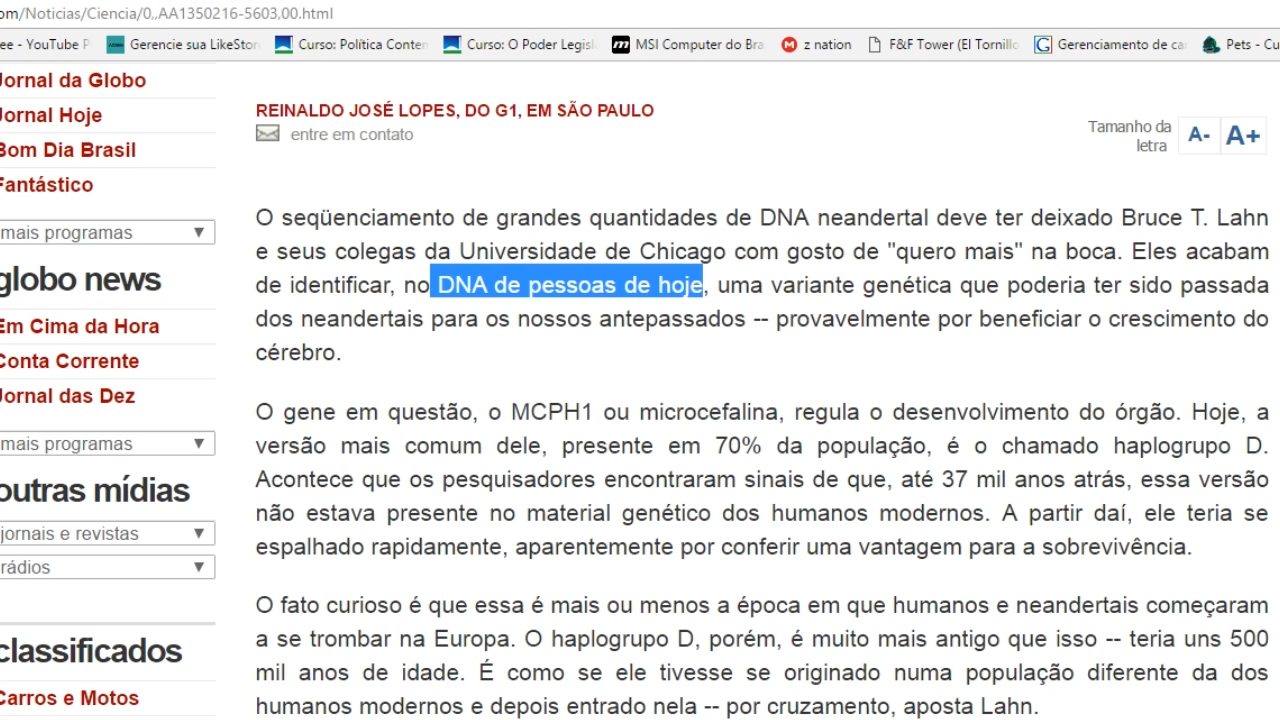 om/Noticias/Ciencia/0,,AA1350216-5603,00.html
ee - YouTube P
Gerencie sua LikeStor
Curso: Política Conten
Curso: O Poder Legisl
MSI Computer do Bra
z nation
F&F Tower (El Tornillo
Gerenciamento de ca
Pets - Cu
Jornal da Globo
Jornal Hoje
Bom Dia Brasil
Fantástico
mais programas
globo news
Em Cima da Hora
Conta Corrente
Jornal das Dez
mais programas
outras mídias
jornais e revistas
rádios
classificados
Carros e Motos
REINALDO JOSÉ LOPES, DO G1, EM SÃO PAULO
entre em contato
Tamanho da
letra
A- A+
O seqüenciamento de grandes quantidades de DNA neandertal deve ter deixado Bruce T. Lahn
e seus colegas da Universidade de Chicago com gosto de "quero mais" na boca. Eles acabam
de identificar, no DNA de pessoas de hoje, uma variante genética que poderia ter sido passada
dos neandertais para os nossos antepassados -- provavelmente por beneficiar o crescimento do
cérebro.
O gene em questão, o MCPH1 ou microcefalina, regula o desenvolvimento do órgão. Hoje, a
versão mais comum dele, presente em 70% da população, é o chamado haplogrupo D.
Acontece que os pesquisadores encontraram sinais de que, até 37 mil anos atrás, essa versão
não estava presente no material genético dos humanos modernos. A partir daí, ele teria se
espalhado rapidamente, aparentemente por conferir uma vantagem para a sobrevivência.
O fato curioso é que essa é mais ou menos a época em que humanos e neandertais começaram
a se trombar na Europa. O haplogrupo D, porém, é muito mais antigo que isso -- teria uns 500
mil anos de idade. É como se ele tivesse se originado numa população diferente da dos
humanos modernos e depois entrado nela -- por cruzamento, aposta Lahn.